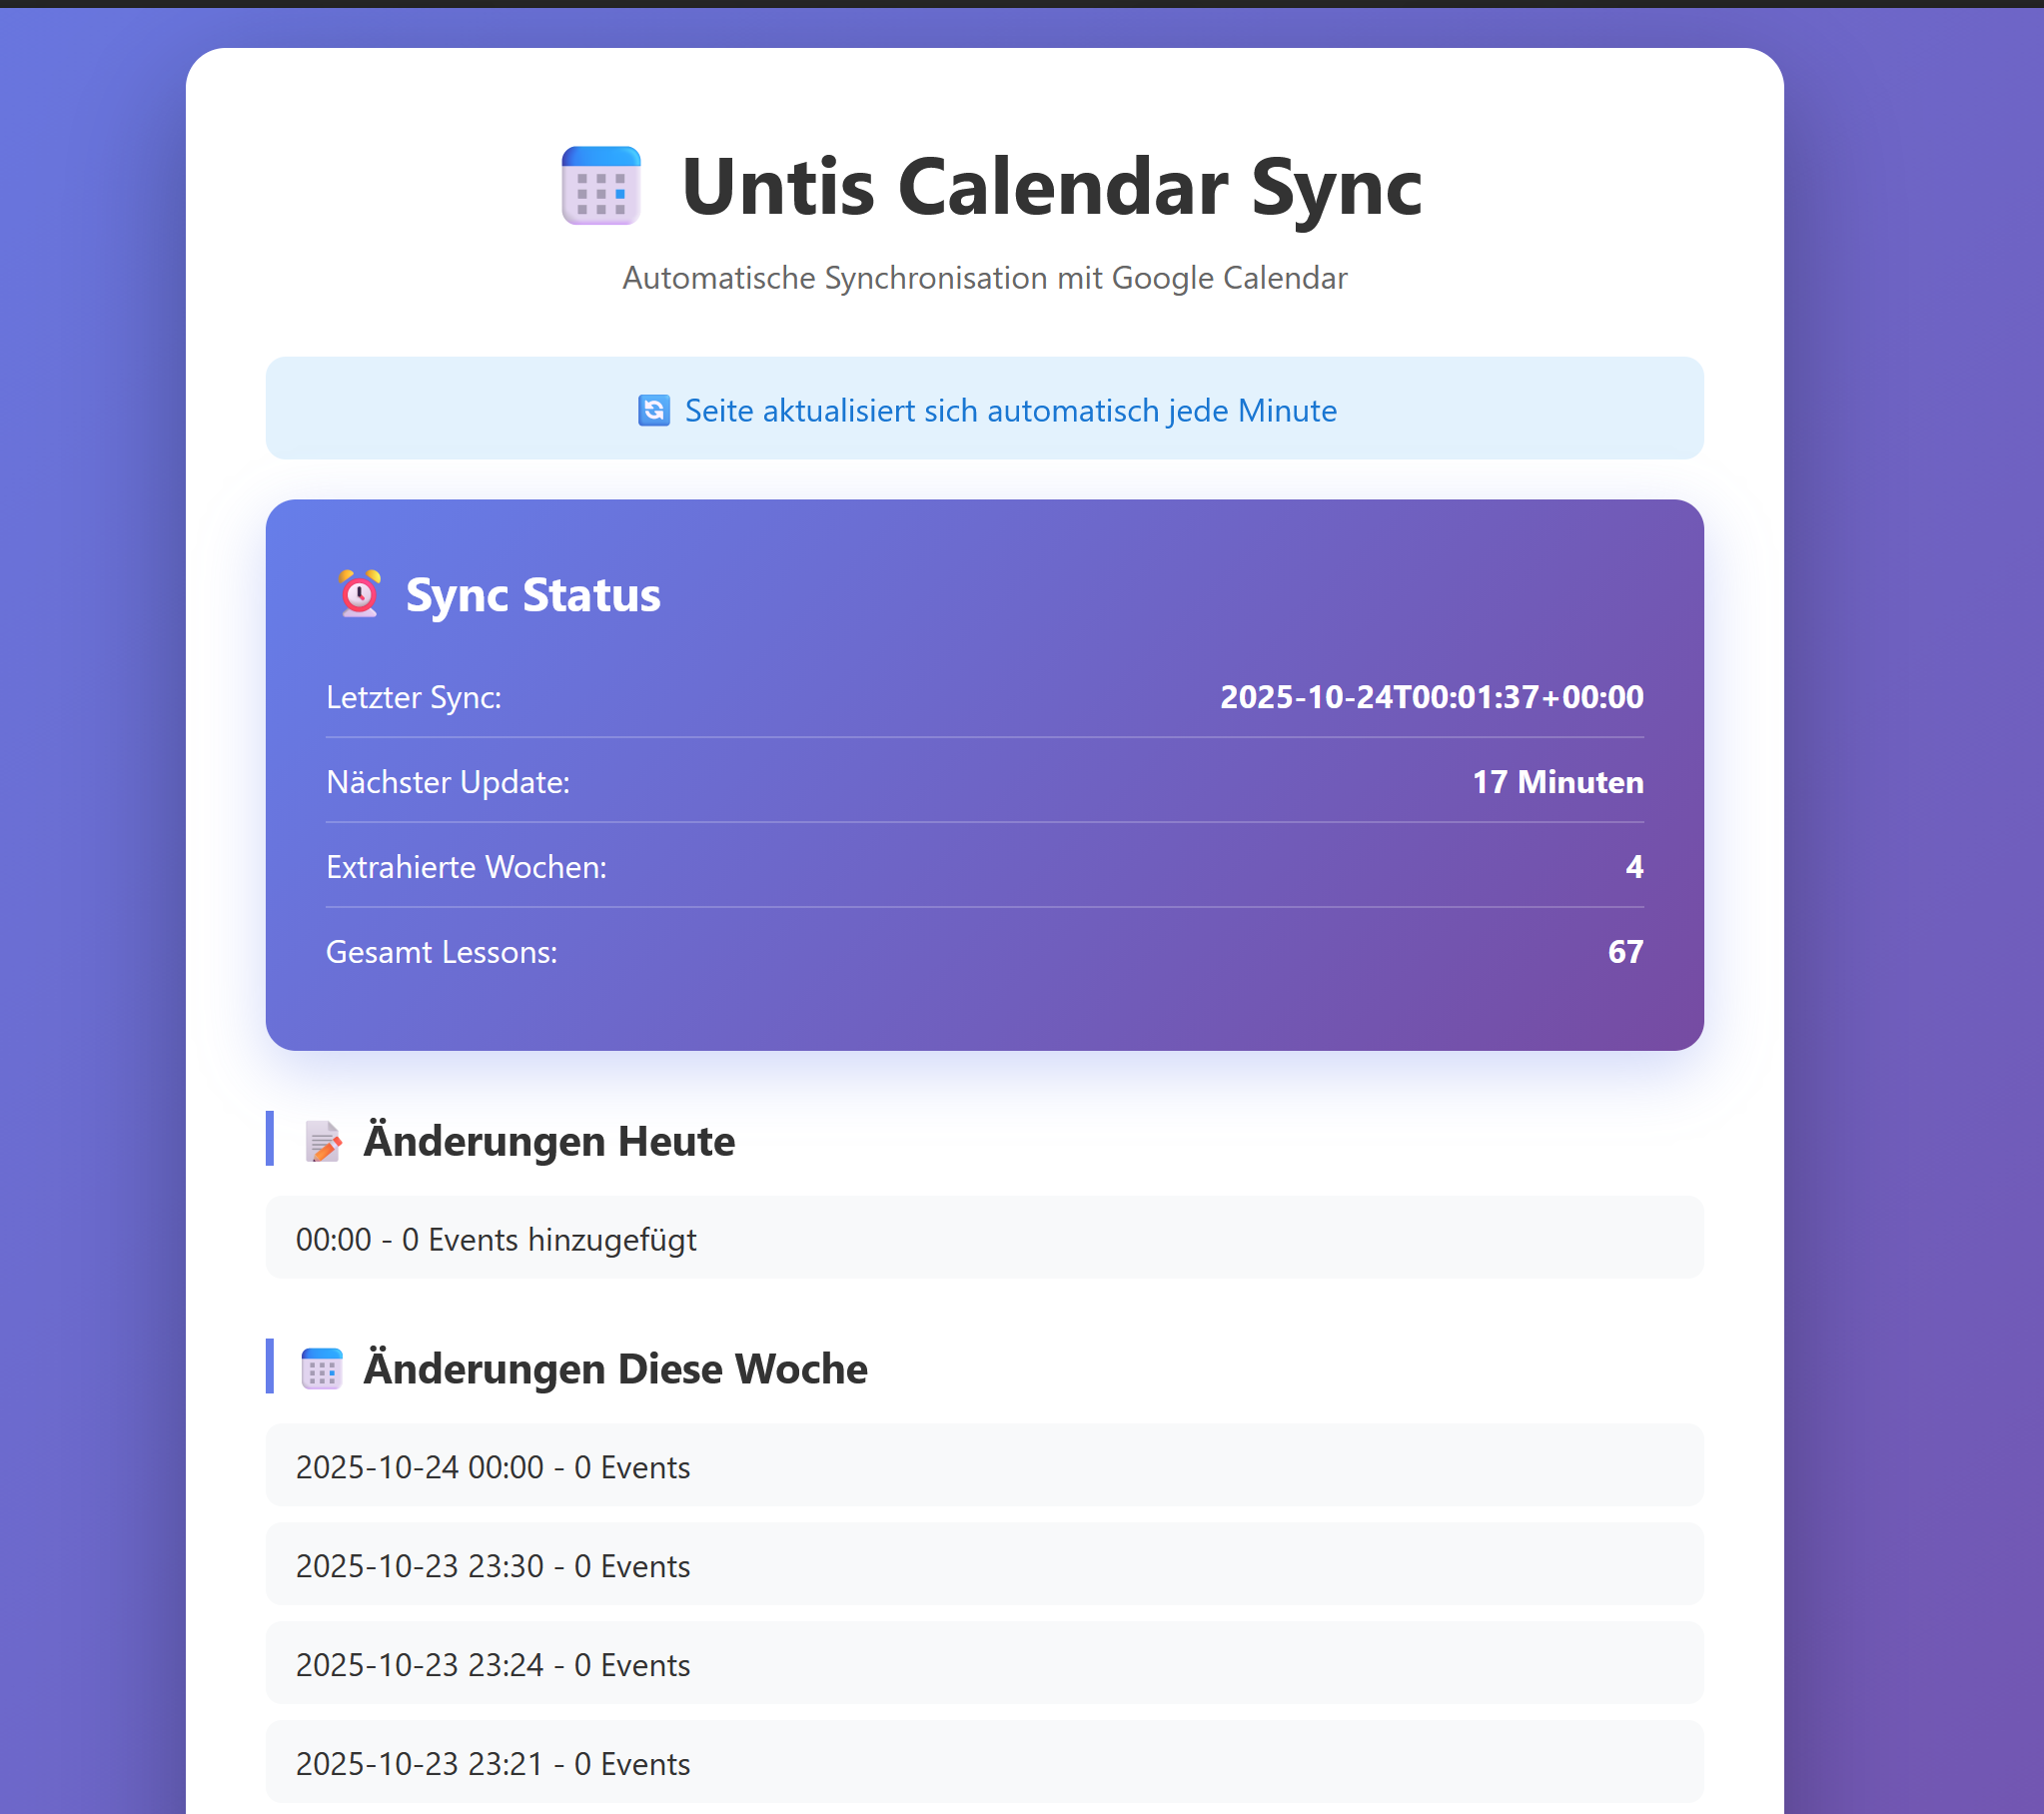 Untis Calendar Sync
Automatische Synchronisation mit Google Calendar
Seite aktualisiert sich automatisch jede Minute
Sync Status
Letzter Sync: 2025-10-24T00:01:37+00:00
Nächster Update: 17 Minuten
Extrahierte Wochen: 4
Gesamt Lessons: 67
Änderungen Heute
00:00 - 0 Events hinzugefügt
Änderungen Diese Woche
2025-10-24 00:00 - 0 Events
2025-10-23 23:30 - 0 Events
2025-10-23 23:24 - 0 Events
2025-10-23 23:21 - 0 Events